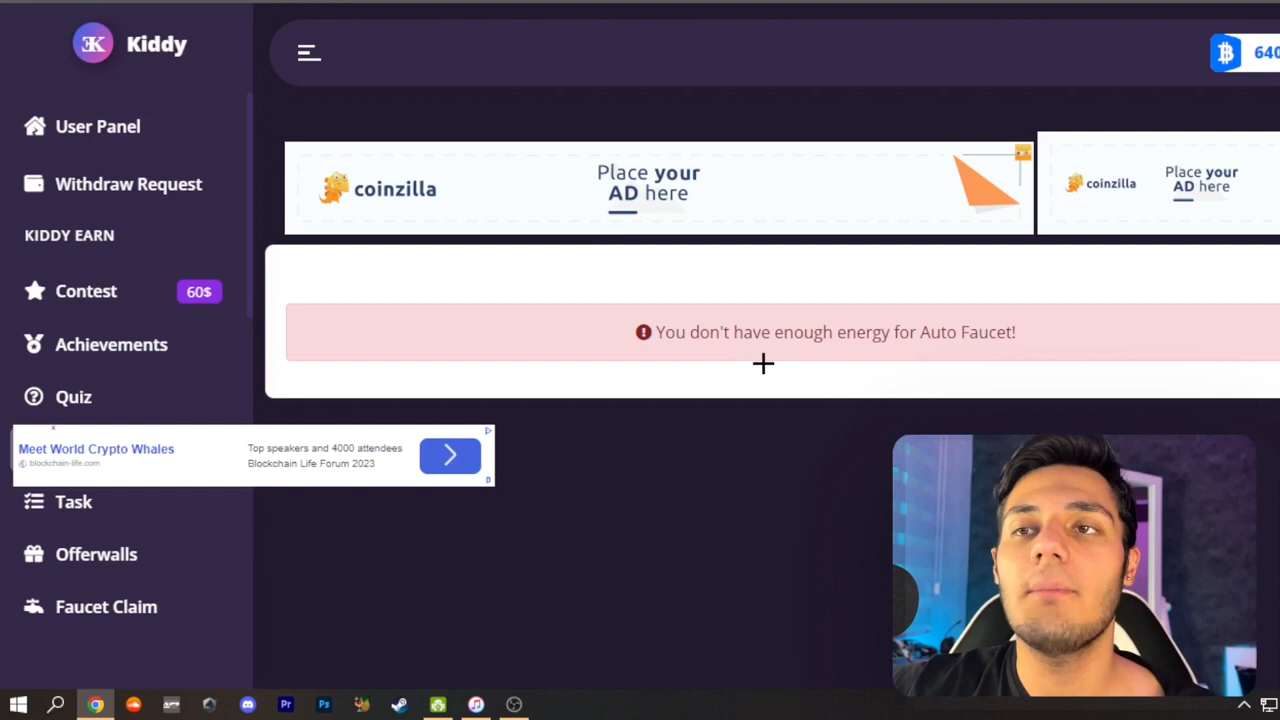 Kiddy
640
User Panel
Withdraw Request
KIDDY EARN
Contest
60$
Achievements
Quiz
Task
Offerwalls
Faucet Claim
coinzilla
Place your
AD here
coinzilla
Place your
AD here
You don't have enough energy for Auto Faucet!
Meet World Crypto Whales
blockchain-life.com
Top speakers and 4000 attendees
Blockchain Life Forum 2023
Pr
Ps